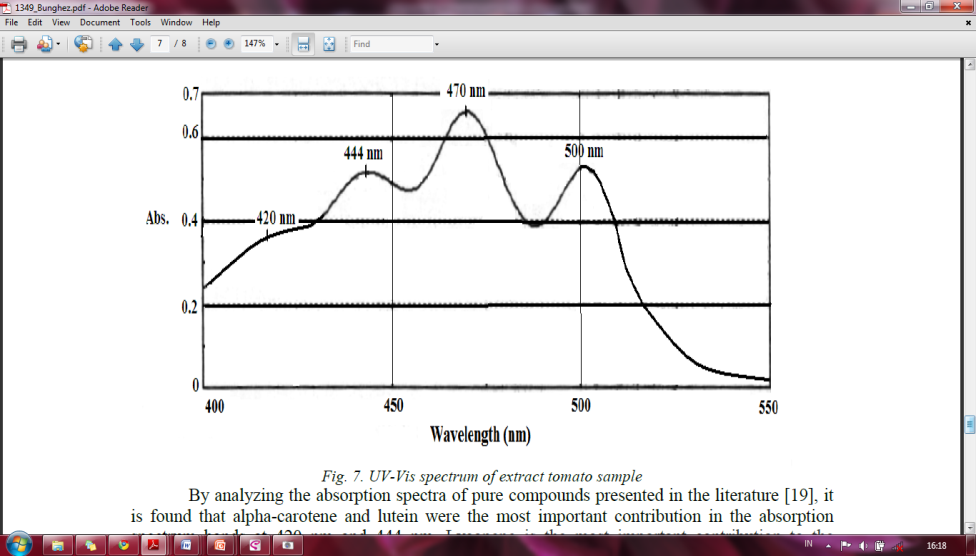 1349_Bunghez.pdf - Adobe Reader
File Edit View Document Tools Window Help
7 / 8 147% Find
0.7
470 nm
0.6
444 nm
500 nm
Abs. 0.4
420 nm
0.2
0
400 450 500 550
Wavelength (nm)
Fig. 7. UV-Vis spectrum of extract tomato sample
By analyzing the absorption spectra of pure compounds presented in the literature [19], it
is found that alpha-carotene and lutein were the most important contribution in the absorption
IN 16:18